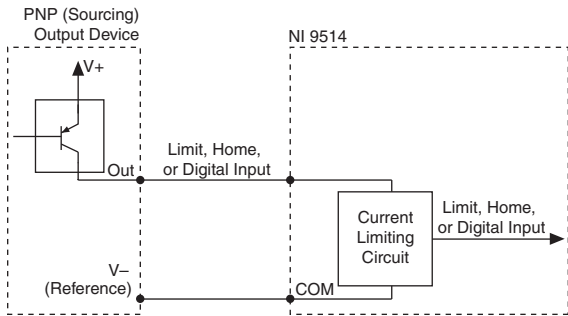 PNP (Sourcing)
Output Device
NI 9514
V+
Out
Limit, Home,
or Digital Input
Current
Limiting
Circuit
Limit, Home,
or Digital Input
V–
(Reference)
COM